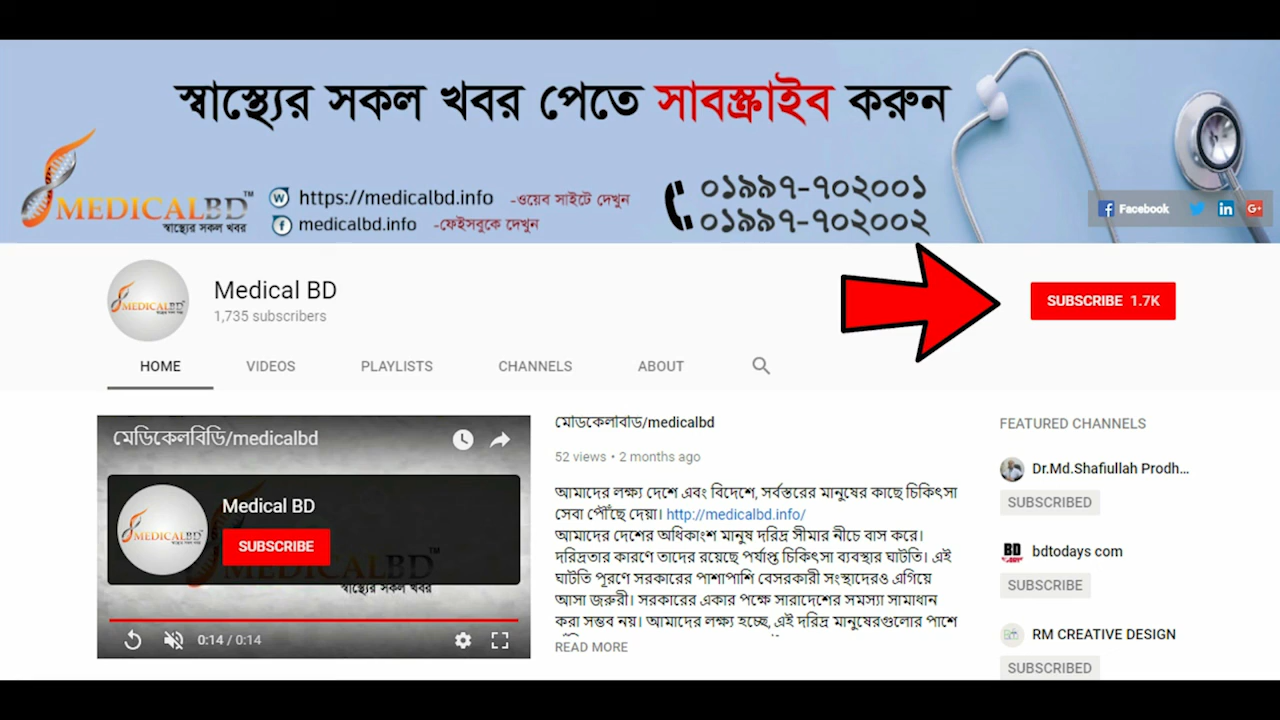 স্বাস্থ্যের সকল খবর পেতে সাবস্ক্রাইব করুন
MEDICALBD™
স্বাস্থ্যের সকল খবর
https://medicalbd.info -ওয়েব সাইটে দেখুন
medicalbd.info -ফেইসবুকে দেখুন
০১৯৯৭-৭০২০০১
০১৯৯৭-৭০২০০২
Facebook
MEDICALBD
Medical BD
1,735 subscribers
SUBSCRIBE 1.7K
HOME VIDEOS PLAYLISTS CHANNELS ABOUT
মেডিকেলবিডি/medicalbd
Medical BD
SUBSCRIBE
MEDICALBD
MEDICALBD™
স্বাস্থ্যের সকল খবর
0:14 / 0:14
মেডিকেলবিডি/medicalbd
52 views • 2 months ago
আমাদের লক্ষ্য দেশে এবং বিদেশে, সর্বস্তরের মানুষের কাছে চিকিৎসা
সেবা পৌঁছে দেয়া। http://medicalbd.info/
আমাদের দেশের অধিকাংশ মানুষ দরিদ্র সীমার নীচে বাস করে।
দরিদ্রতার কারণে তাদের রয়েছে পর্যাপ্ত চিকিৎসা ব্যবস্থার ঘাটতি। এই
ঘাটতি পূরণে সরকারের পাশাপাশি বেসরকারী সংস্থাদেরও এগিয়ে
আসা জরুরী। সরকারের একার পক্ষে সারাদেশের সমস্যা সামাধান
করা সম্ভব নয়। আমাদের লক্ষ্য হচ্ছে, এই দরিদ্র মানুষেরগুলোর পাশে
READ MORE
FEATURED CHANNELS
Dr.Md.Shafiullah Prodh...
SUBSCRIBED
bdtodays com
SUBSCRIBE
RM CREATIVE DESIGN
SUBSCRIBED